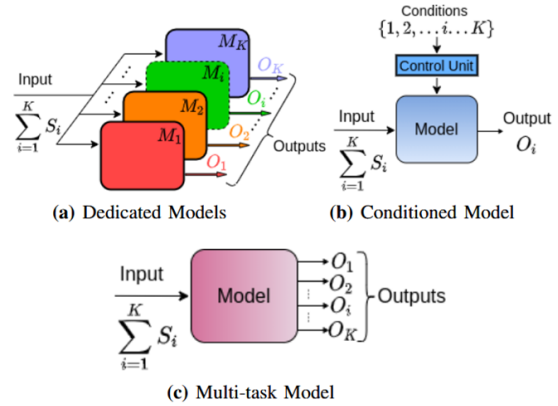 Input
K
∑ S_i
i=1
M_K
M_i
M_2
M_1
O_K
O_i
O_2
O_1
Outputs
(a) Dedicated Models
Conditions
{1, 2, ...i...K}
Control Unit
Input
K
∑ S_i
i=1
Model
Output
O_i
(b) Conditioned Model
Input
K
∑ S_i
i=1
Model
O_1
O_2
O_i
O_K
Outputs
(c) Multi-task Model